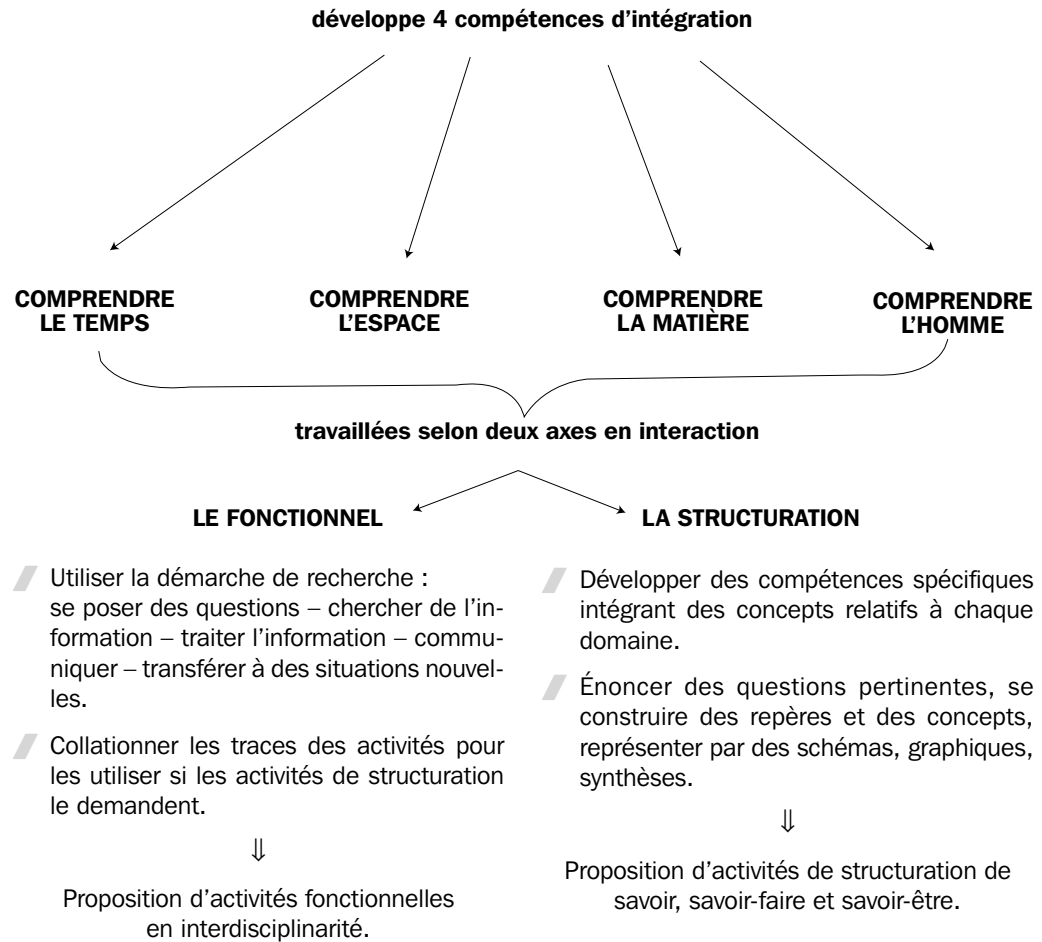 développe 4 compétences d'intégration
COMPRENDRE
LE TEMPS
COMPRENDRE
L'ESPACE
COMPRENDRE
LA MATIÈRE
COMPRENDRE
L'HOMME
travaillées selon deux axes en interaction
LE FONCTIONNEL
Utiliser la démarche de recherche :
se poser des questions – chercher de l'in-
formation – traiter l'information – commu-
niquer – transférer à des situations nouvel-
les.
Collationner les traces des activités pour
les utiliser si les activités de structuration
le demandent.
⇓
Proposition d'activités fonctionnelles
en interdisciplinarité.
LA STRUCTURATION
Développer des compétences spécifiques
intégrant des concepts relatifs à chaque
domaine.
Énoncer des questions pertinentes, se
construire des repères et des concepts,
représenter par des schémas, graphiques,
synthèses.
⇓
Proposition d'activités de structuration de
savoir, savoir-faire et savoir-être.